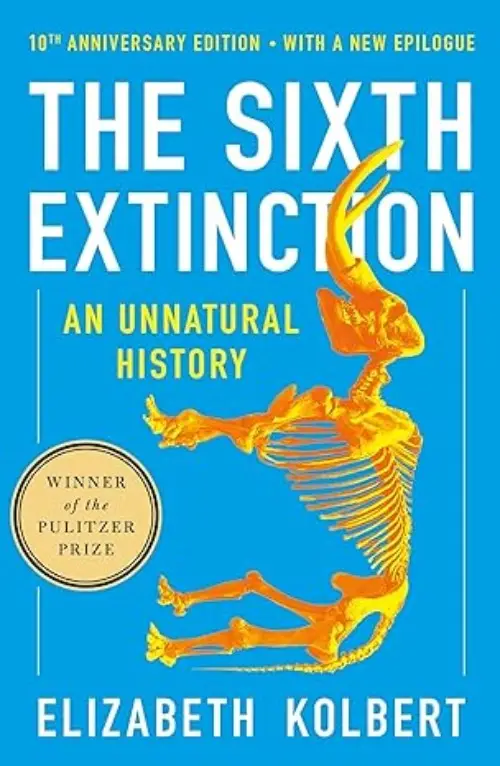 10TH ANNIVERSARY EDITION • WITH A NEW EPILOGUE
THE SIXTH
EXTINCTION
AN UNNATURAL
HISTORY
WINNER
of the
PULITZER
PRIZE
ELIZABETH KOLBERT